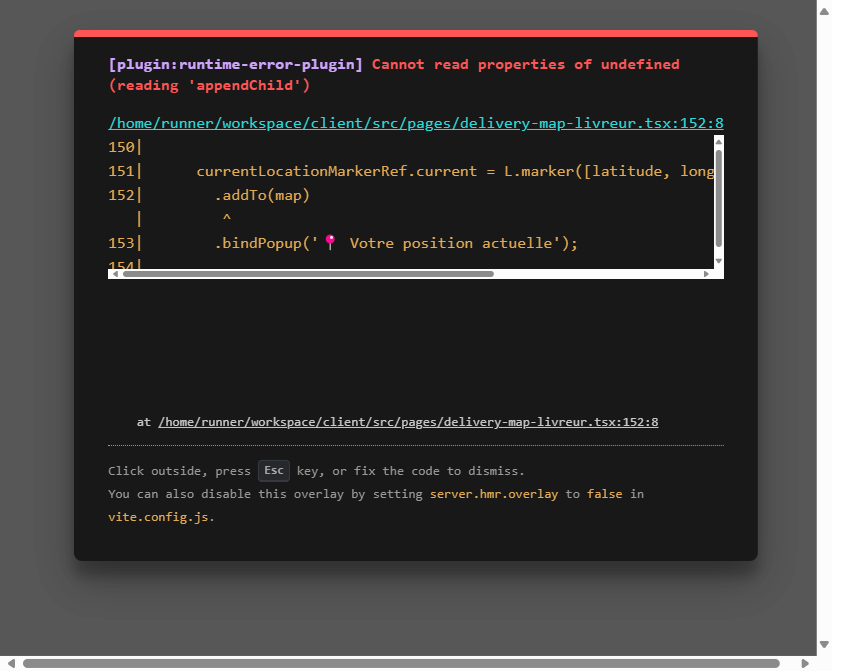 [plugin:runtime-error-plugin] Cannot read properties of undefined
(reading 'appendChild')
/home/runner/workspace/client/src/pages/delivery-map-livreur.tsx:152:8
150|
151|      currentLocationMarkerRef.current = L.marker([latitude, long
152|        .addTo(map)
   |         ^
153|        .bindPopup('📍 Votre position actuelle');
154|
at /home/runner/workspace/client/src/pages/delivery-map-livreur.tsx:152:8
Click outside, press Esc key, or fix the code to dismiss.
You can also disable this overlay by setting server.hmr.overlay to false in
vite.config.js.